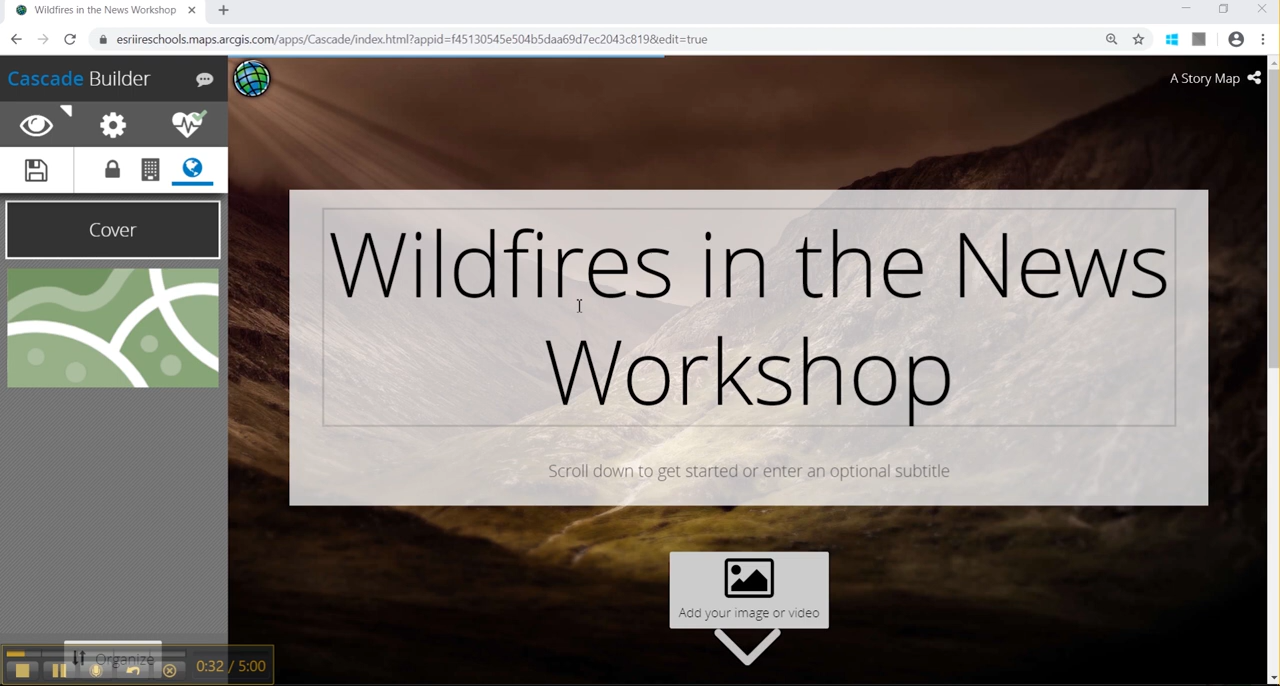 Wildfires in the News Workshop
esriireschools.maps.arcgis.com/apps/Cascade/index.html?appid=f45130545e504b5daa69d7ec2043c819&edit=true
Cascade Builder
A Story Map
Cover
Wildfires in the News
Workshop
Scroll down to get started or enter an optional subtitle
Add your image or video
Organize
0:32 / 5:00